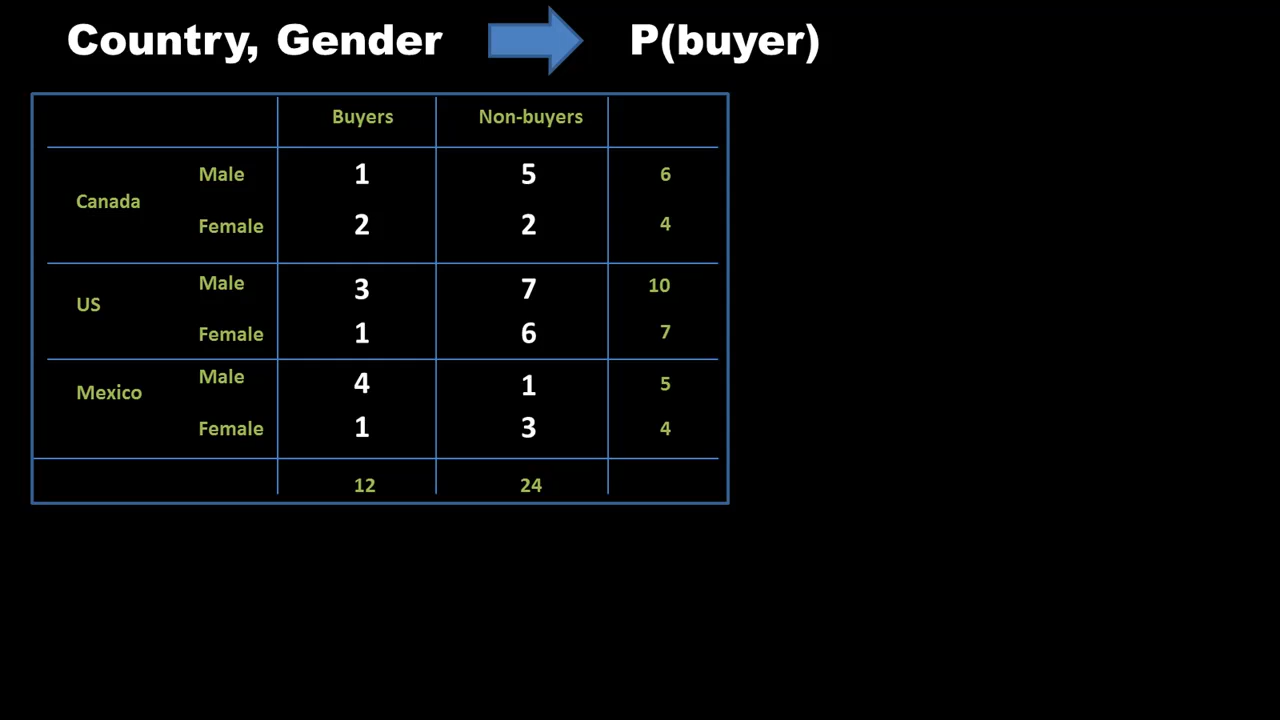 Country, Gender P(buyer)
Buyers Non-buyers
Male 1 5 6
Canada
Female 2 2 4
Male 3 7 10
US
Female 1 6 7
Male 4 1 5
Mexico
Female 1 3 4
12 24